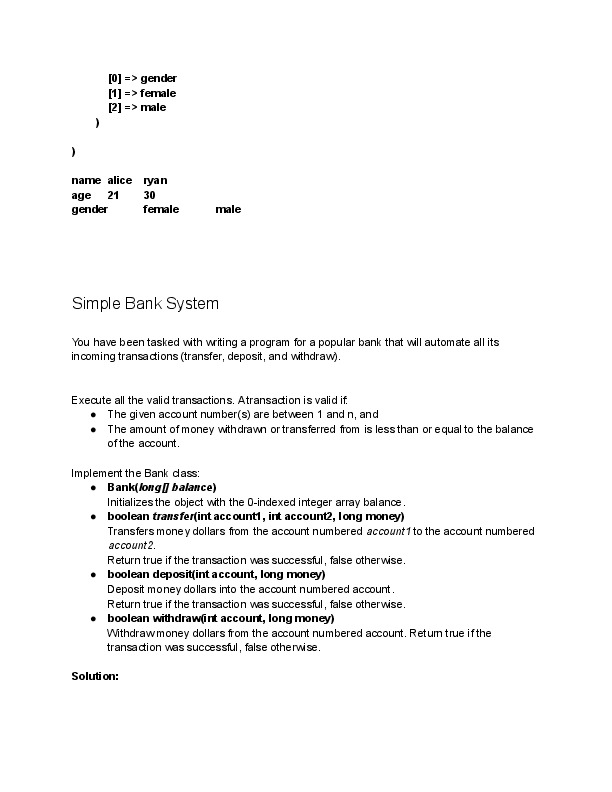 [0] => gender
[1] => female
[2] => male
)
)
name alice ryan
age 21 30
gender female male
Simple Bank System
You have been tasked with writing a program for a popular bank that will automate all its
incoming transactions (transfer, deposit, and withdraw).
Execute all the valid transactions. A transaction is valid if:
● The given account number(s) are between 1 and n, and
● The amount of money withdrawn or transferred from is less than or equal to the balance
of the account.
Implement the Bank class:
● Bank(long[] balance)
Initializes the object with the 0-indexed integer array balance.
● boolean transfer(int account1, int account2, long money)
Transfers money dollars from the account numbered account1 to the account numbered
account2.
Return true if the transaction was successful, false otherwise.
● boolean deposit(int account, long money)
Deposit money dollars into the account numbered account.
Return true if the transaction was successful, false otherwise.
● boolean withdraw(int account, long money)
Withdraw money dollars from the account numbered account. Return true if the
transaction was successful, false otherwise.
Solution: